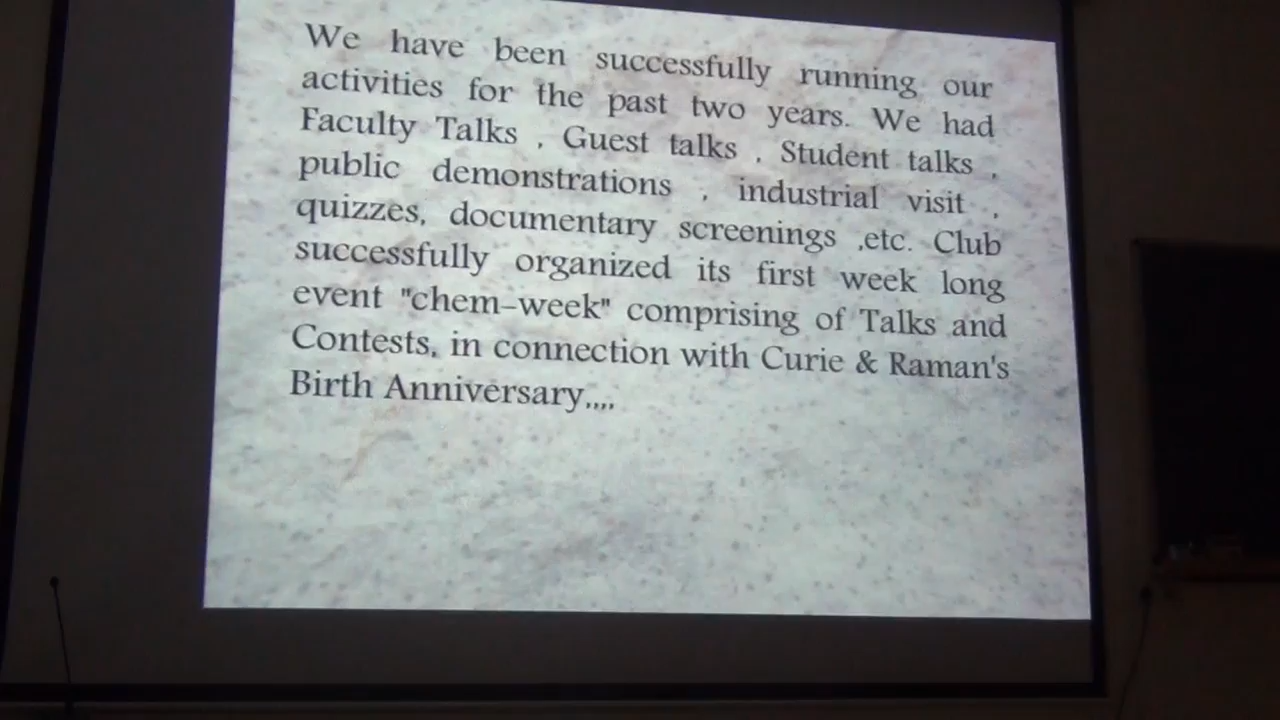 We have been successfully running our
activities for the past two years. We had
Faculty Talks , Guest talks , Student talks ,
public demonstrations , industrial visit ,
quizzes, documentary screenings ,etc. Club
successfully organized its first week long
event "chem-week" comprising of Talks and
Contests, in connection with Curie & Raman's
Birth Anniversary,,,,